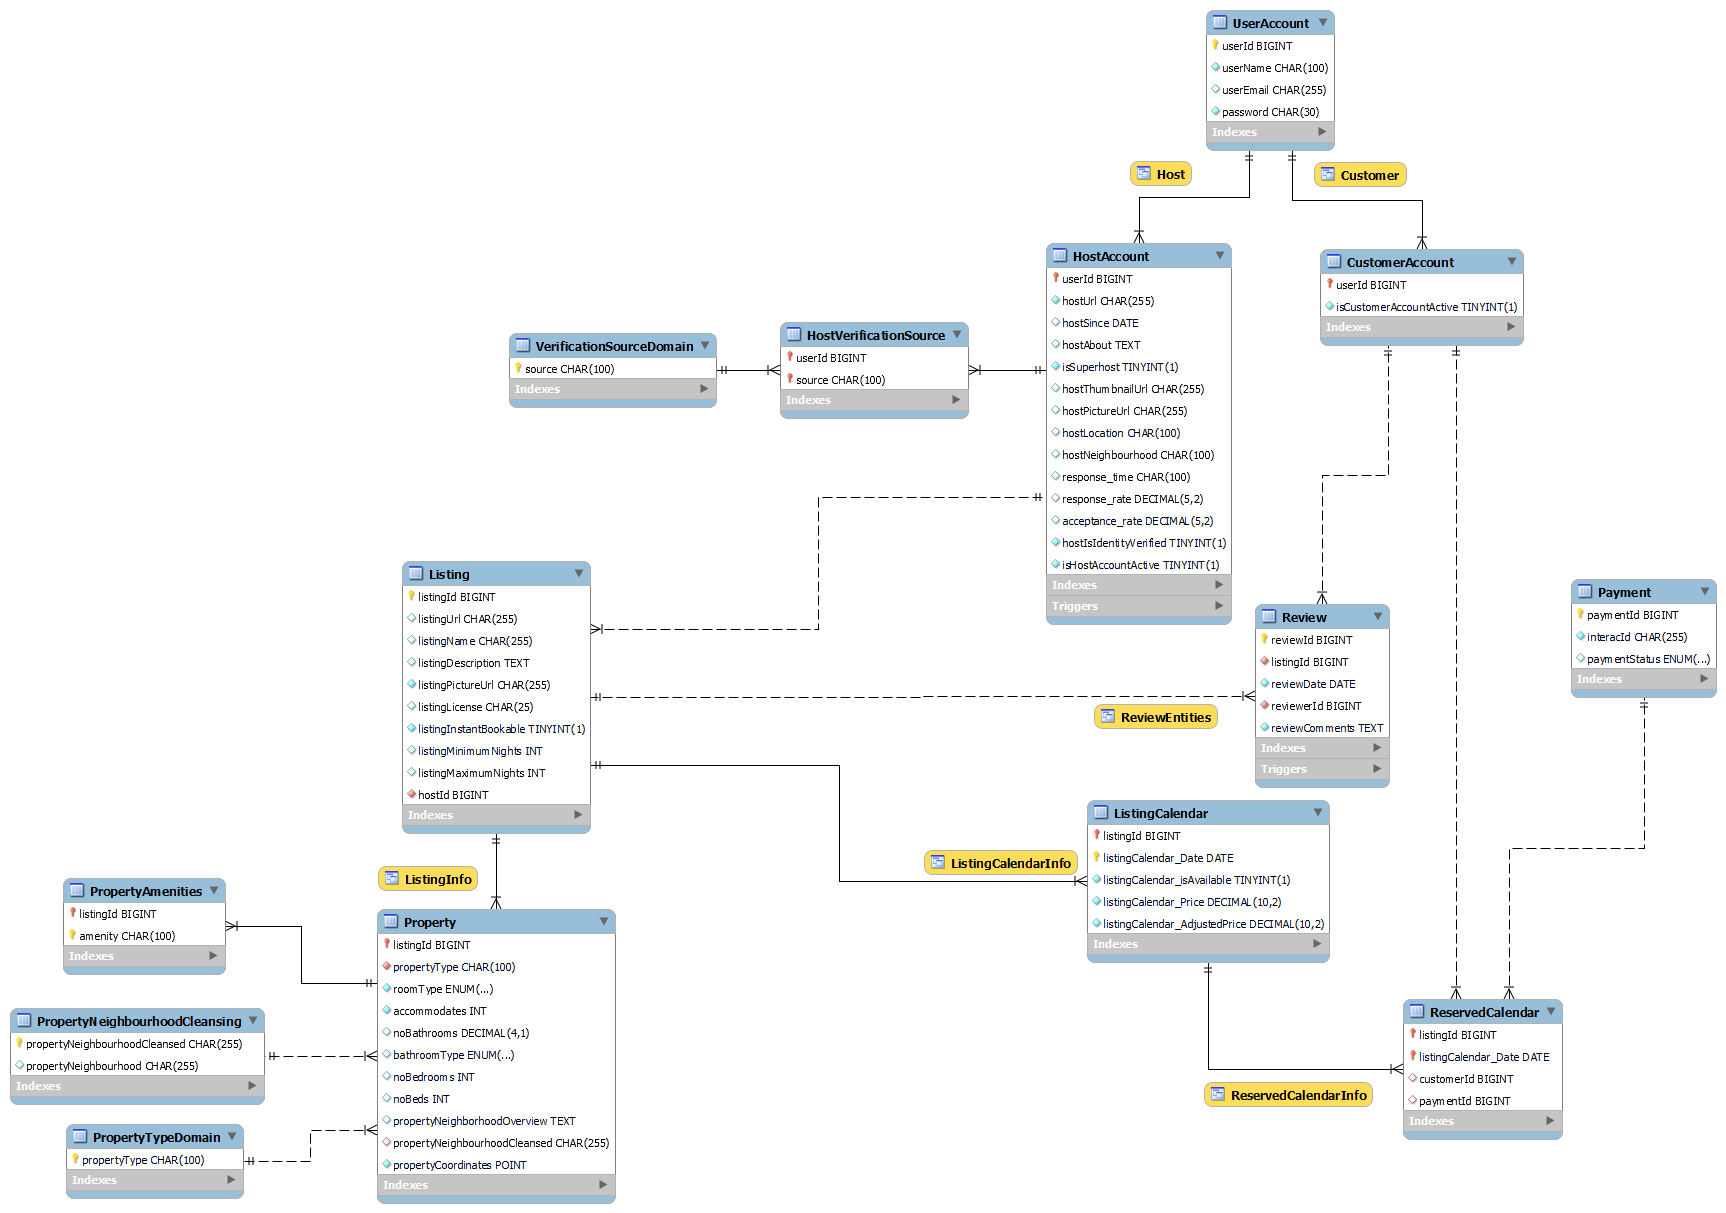 UserAccount
userId BIGINT
userName CHAR(100)
userEmail CHAR(255)
password CHAR(30)
Indexes
Host
Customer
HostAccount
userId BIGINT
hostUrl CHAR(255)
hostSince DATE
hostAbout TEXT
isSuperhost TINYINT(1)
hostThumbnailUrl CHAR(255)
hostPictureUrl CHAR(255)
hostLocation CHAR(100)
hostNeighbourhood CHAR(100)
response_time CHAR(100)
response_rate DECIMAL(5,2)
acceptance_rate DECIMAL(5,2)
hostIsIdentityVerified TINYINT(1)
isHostAccountActive TINYINT(1)
Indexes
Triggers
CustomerAccount
userId BIGINT
isCustomerAccountActive TINYINT(1)
Indexes
VerificationSourceDomain
source CHAR(100)
Indexes
HostVerificationSource
userId BIGINT
source CHAR(100)
Indexes
Listing
listingId BIGINT
listingUrl CHAR(255)
listingName CHAR(255)
listingDescription TEXT
listingPictureUrl CHAR(255)
listingLicense CHAR(25)
listingInstantBookable TINYINT(1)
listingMinimumNights INT
listingMaximumNights INT
hostId BIGINT
Indexes
Review
reviewId BIGINT
listingId BIGINT
reviewDate DATE
reviewerId BIGINT
reviewComments TEXT
Indexes
Triggers
Payment
paymentId BIGINT
interacId CHAR(255)
paymentStatus ENUM(...)
Indexes
ReviewEntities
ListingCalendar
listingId BIGINT
listingCalendar_Date DATE
listingCalendar_isAvailable TINYINT(1)
listingCalendar_Price DECIMAL(10,2)
listingCalendar_AdjustedPrice DECIMAL(10,2)
Indexes
ListingCalendarInfo
ListingInfo
PropertyAmenities
listingId BIGINT
amenity CHAR(100)
Indexes
Property
listingId BIGINT
propertyType CHAR(100)
roomType ENUM(...)
accommodates INT
noBathrooms DECIMAL(4,1)
bathroomType ENUM(...)
noBedrooms INT
noBeds INT
propertyNeighborhoodOverview TEXT
propertyNeighbourhoodCleansed CHAR(255)
propertyCoordinates POINT
Indexes
PropertyNeighbourhoodCleansing
propertyNeighbourhoodCleansed CHAR(255)
propertyNeighbourhood CHAR(255)
Indexes
PropertyTypeDomain
propertyType CHAR(100)
Indexes
ReservedCalendar
listingId BIGINT
listingCalendar_Date DATE
customerId BIGINT
paymentId BIGINT
Indexes
ReservedCalendarInfo